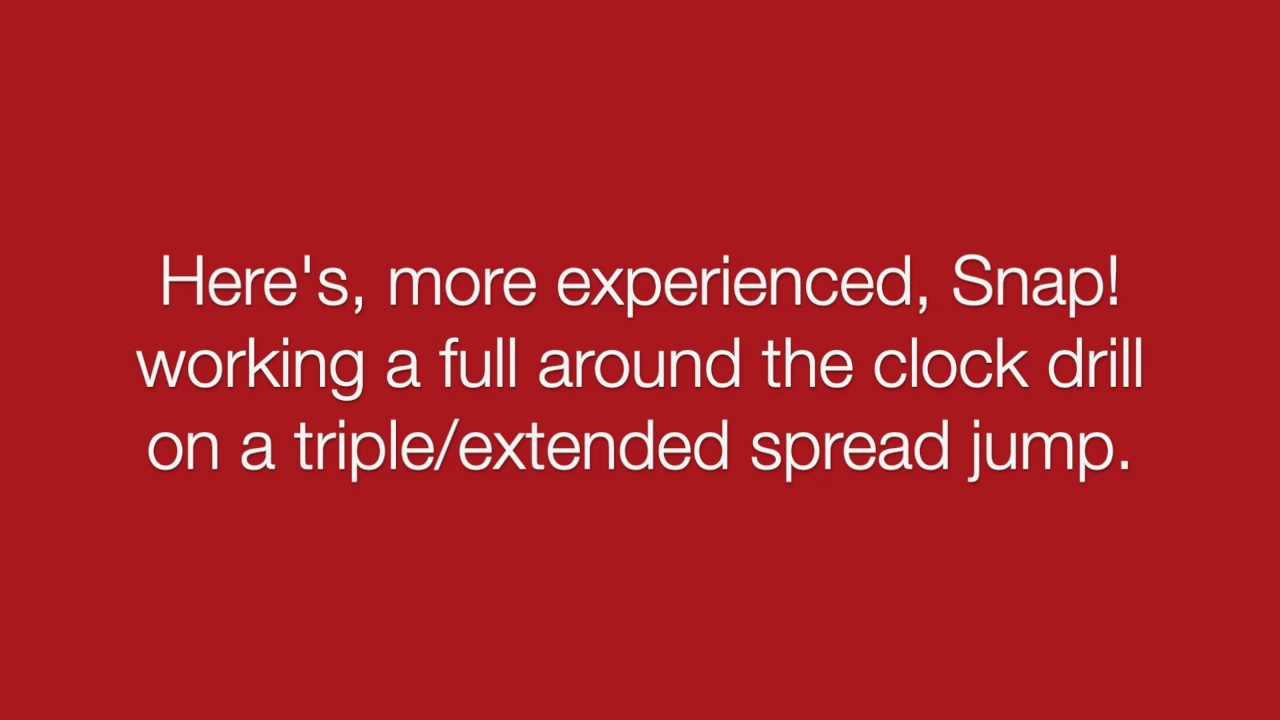 Here's, more experienced, Snap!
working a full around the clock drill
on a triple/extended spread jump.